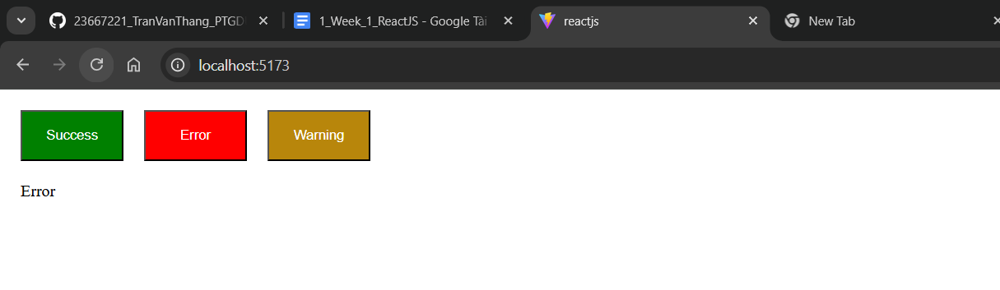 23667221_TranVanThang_PTGD
1_Week_1_ReactJS - Google Tài
reactjs
New Tab
localhost:5173
Success
Error
Warning
Error